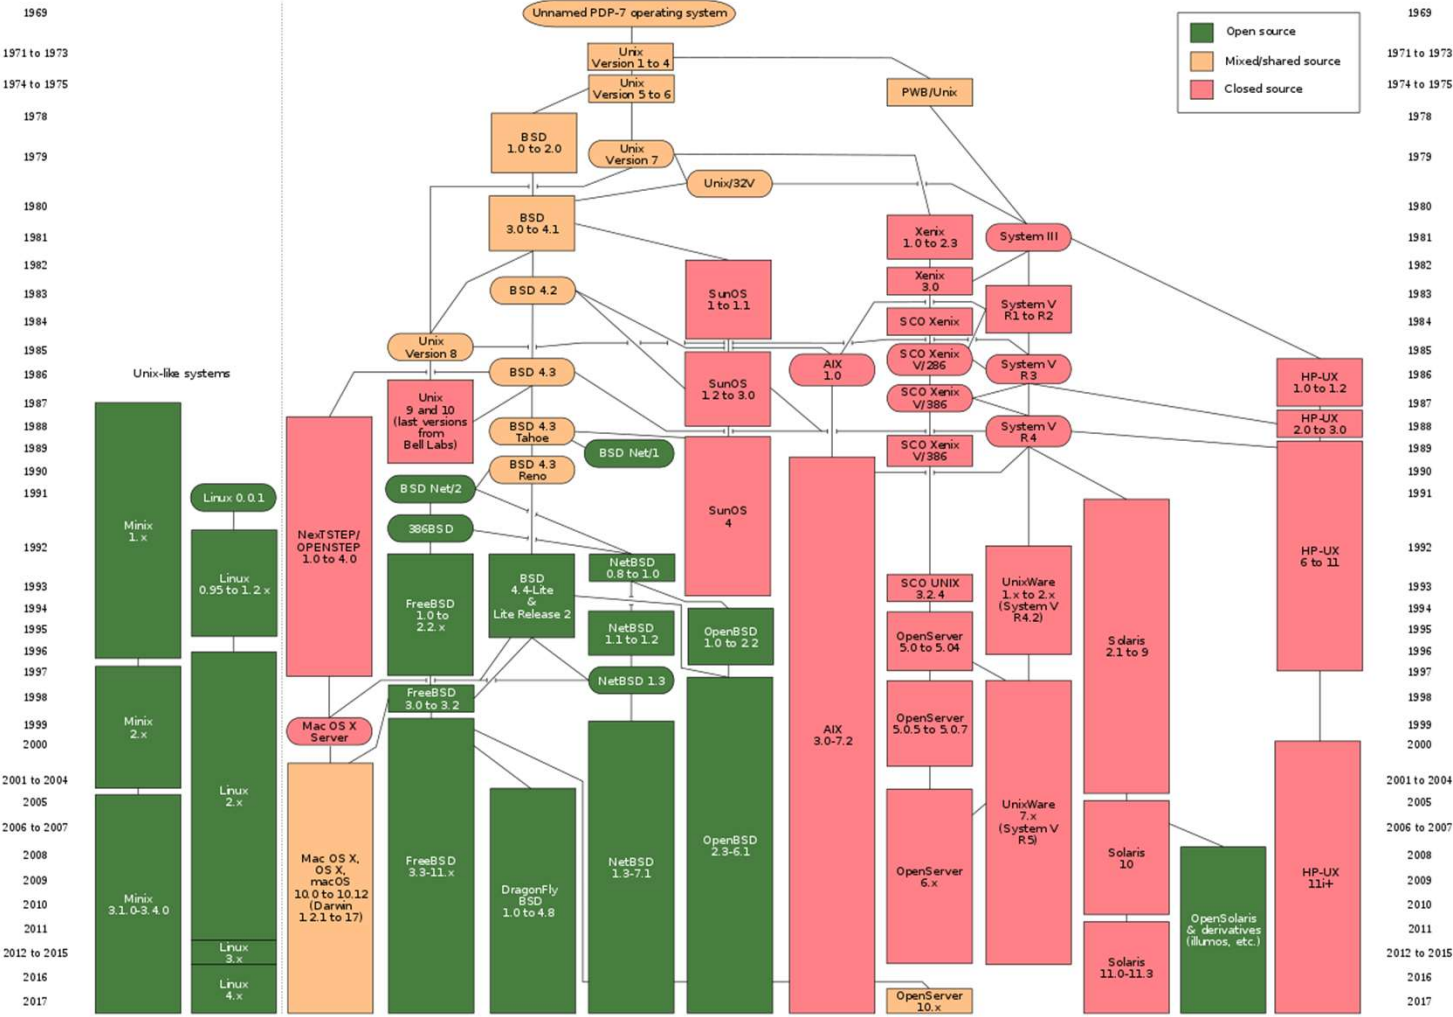 1969
1971 to 1973
1974 to 1975
1978
1979
1980
1981
1982
1983
1984
1985
1986
1987
1988
1989
1990
1991
1992
1993
1994
1995
1996
1997
1998
1999
2000
2001 to 2004
2005
2006 to 2007
2008
2009
2010
2011
2012 to 2015
2016
2017
Unix-like systems
Minix
1.x
Minix
2.x
Minix
3.1.0-3.4.0
Linux 0.0.1
Linux
0.95 to 1.2.x
Linux
2.x
Linux
3.x
Linux
4.x
Unnamed PDP-7 operating system
Unix
Version 1 to 4
Unix
Version 5 to 6
PWB/Unix
BSD
1.0 to 2.0
Unix
Version 7
Unix/32V
BSD
3.0 to 4.1
BSD 4.2
Unix
Version 8
BSD 4.3
Unix
9 and 10
(last versions
from
Bell Labs)
BSD 4.3
Tahoe
BSD Net/1
BSD 4.3
Reno
BSD Net/2
386BSD
NexTSTEP/
OPENSTEP
1.0 to 4.0
Mac OS X
Server
Mac OS X,
OS X,
macOS
10.0 to 10.12
(Darwin
1.2.1 to 17)
FreeBSD
1.0 to
2.2.x
FreeBSD
3.0 to 3.2
FreeBSD
3.3-11.x
BSD
4.4-Lite
&
Lite Release 2
DragonFly
BSD
1.0 to 4.8
NetBSD
0.8 to 1.0
NetBSD
1.1 to 1.2
NetBSD 1.3
NetBSD
1.3-7.1
SunOS
1 to 1.1
SunOS
1.2 to 3.0
SunOS
4
OpenBSD
1.0 to 2.2
OpenBSD
2.3-6.1
AIX
1.0
AIX
3.0-7.2
Xenix
1.0 to 2.3
Xenix
3.0
SCO Xenix
SCO Xenix
V/286
SCO Xenix
V/386
SCO Xenix
V/386
SCO UNIX
3.2.4
OpenServer
5.0 to 5.04
OpenServer
5.0.5 to 5.0.7
OpenServer
6.x
OpenServer
10.x
System III
System V
R1 to R2
System V
R3
System V
R4
UnixWare
1.x to 2.x
(System V
R4.2)
UnixWare
7.x
(System V
R5)
Solaris
2.1 to 9
Solaris
10
Solaris
11.0-11.3
OpenSolaris
& derivatives
(illumos, etc.)
HP-UX
1.0 to 1.2
HP-UX
2.0 to 3.0
HP-UX
6 to 11
HP-UX
11i+
Open source
Mixed/shared source
Closed source
1969
1971 to 1973
1974 to 1975
1978
1979
1980
1981
1982
1983
1984
1985
1986
1987
1988
1989
1990
1991
1992
1993
1994
1995
1996
1997
1998
1999
2000
2001 to 2004
2005
2006 to 2007
2008
2009
2010
2011
2012 to 2015
2016
2017